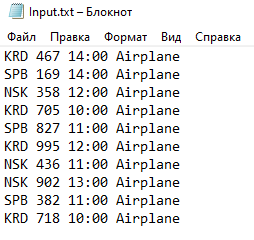 Input.txt – Блокнот
Файл Правка Формат Вид Справка
KRD 467 14:00 Airplane
SPB 169 14:00 Airplane
NSK 358 12:00 Airplane
KRD 705 10:00 Airplane
SPB 827 11:00 Airplane
KRD 995 12:00 Airplane
NSK 436 11:00 Airplane
NSK 902 13:00 Airplane
SPB 382 11:00 Airplane
KRD 718 10:00 Airplane